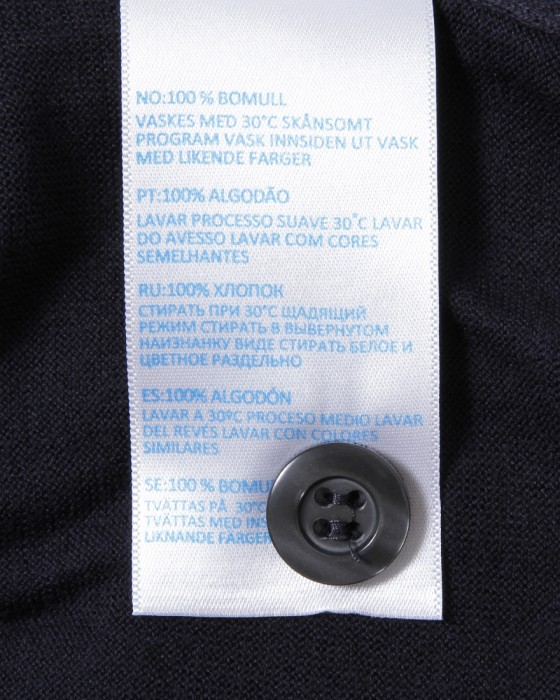 NO:100 % BOMULL
VASKES MED 30°C SKÅNSOMT
PROGRAM VASK INNSIDEN UT VASK
MED LIKENDE FARGER
PT:100% ALGODÃO
LAVAR PROCESSO SUAVE 30°C LAVAR
DO AVESSO LAVAR COM CORES
SEMELHANTES
RU:100% ХЛОПОК
СТИРАТЬ ПРИ 30°C ЩАДЯЩИЙ
РЕЖИМ СТИРАТЬ В ВЫВЕРНУТОМ
НАИЗНАНКУ ВИДЕ СТИРАТЬ БЕЛОЕ И
ЦВЕТНОЕ РАЗДЕЛЬНО
ES:100% ALGODÓN
LAVAR A 30ºC PROCESO MEDIO LAVAR
DEL REVÉS LAVAR CON COLORES
SIMILARES
SE:100 %
TVÄTTAS PÅ 30°C
TVÄTTAS MED
LIKNANDE FÄRGER